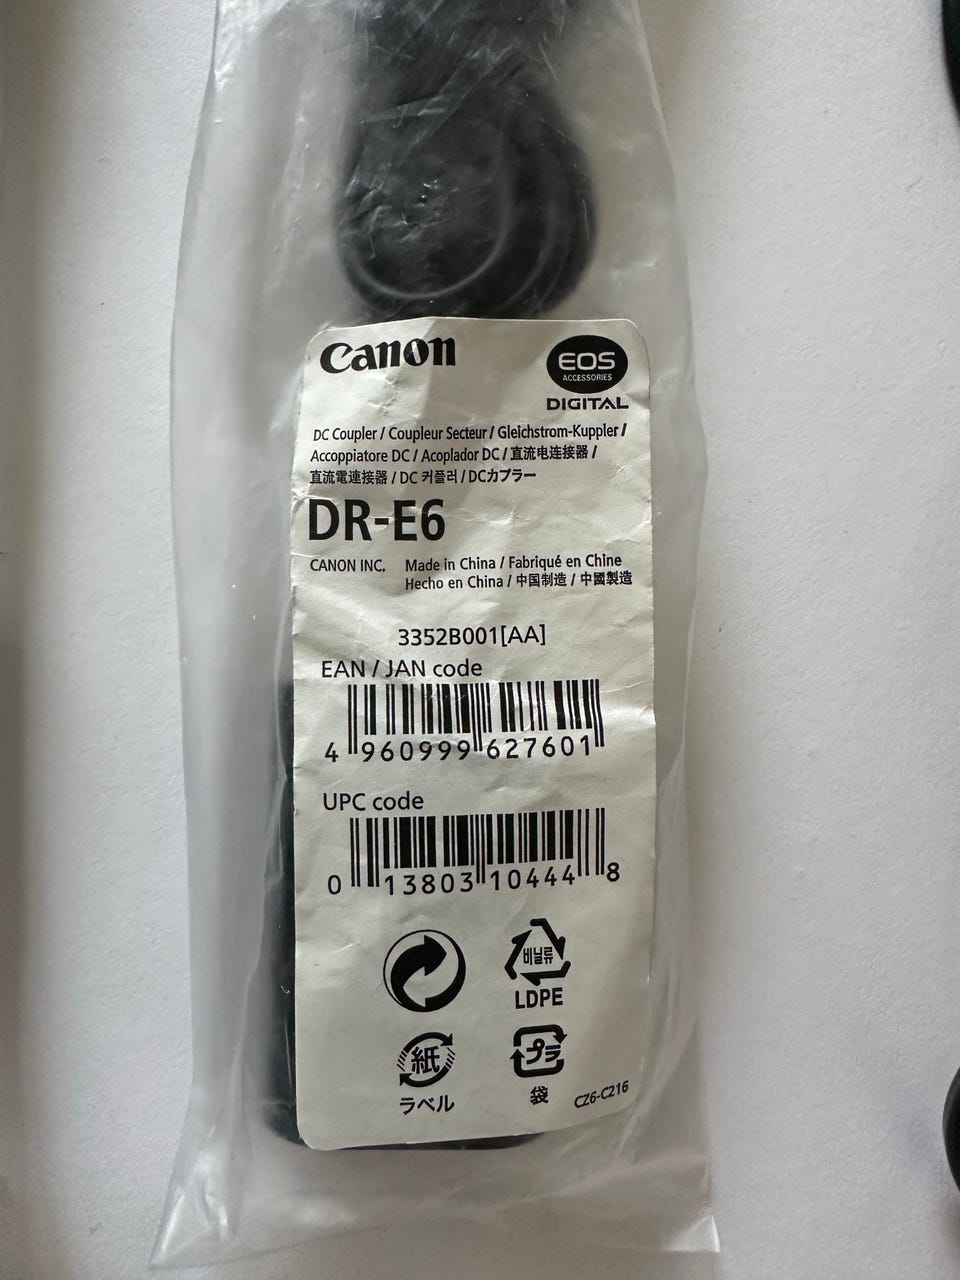 Canon
EOS
ACCESSORIES
DIGITAL
DC Coupler / Coupleur Secteur / Gleichstrom-Kuppler /
Accoppiatore DC / Acoplador DC / 直流电连接器 /
直流電連接器 / DC 커플러 / DCカプラー
DR-E6
CANON INC. Made in China / Fabriqué en Chine
Hecho en China / 中国制造 / 中國製造
3352B001[AA]
EAN / JAN code
4 960999 627601
UPC code
0 13803 10444 8
비닐류
LDPE
紙
ラベル
プラ
袋
CZ6-C216